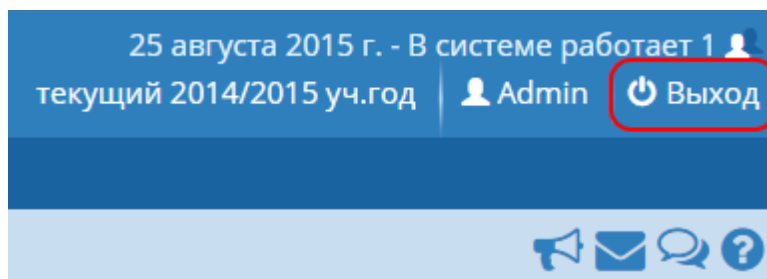 25 августа 2015 г. - В системе работает 1
текущий 2014/2015 уч.год Admin Выход